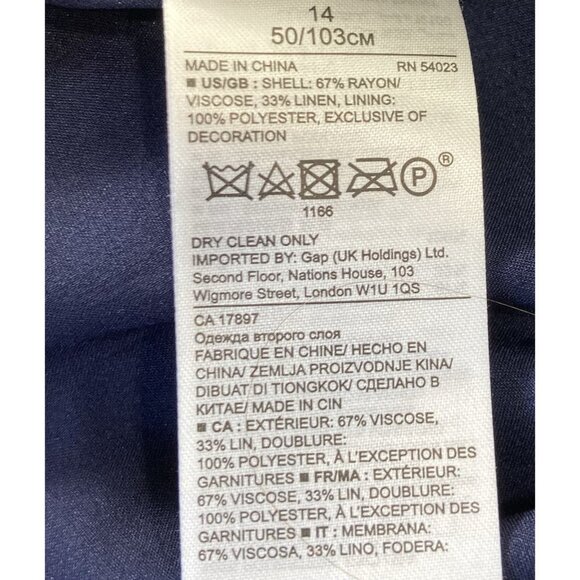 14
50/103CM
MADE IN CHINA RN 54023
■ US/GB : SHELL: 67% RAYON/
VISCOSE, 33% LINEN, LINING:
100% POLYESTER, EXCLUSIVE OF
DECORATION
P®
1166
DRY CLEAN ONLY
IMPORTED BY: Gap (UK Holdings) Ltd.
Second Floor, Nations House, 103
Wigmore Street, London W1U 1QS
CA 17897
Одежда второго слоя
FABRIQUE EN CHINE/ HECHO EN
CHINA/ ZEMLJA PROIZVODNJE KINA/
DIBUAT DI TIONGKOK/ СДЕЛАНО В
КИТАЕ/ MADE IN CIN
■ CA : EXTÉRIEUR: 67% VISCOSE,
33% LIN, DOUBLURE:
100% POLYESTER, À L'EXCEPTION DES
GARNITURES ■ FR/MA : EXTÉRIEUR:
67% VISCOSE, 33% LIN, DOUBLURE:
100% POLYESTER, À L'EXCEPTION DES
GARNITURES ■ IT : MEMBRANA:
67% VISCOSA, 33% LINO, FODERA: